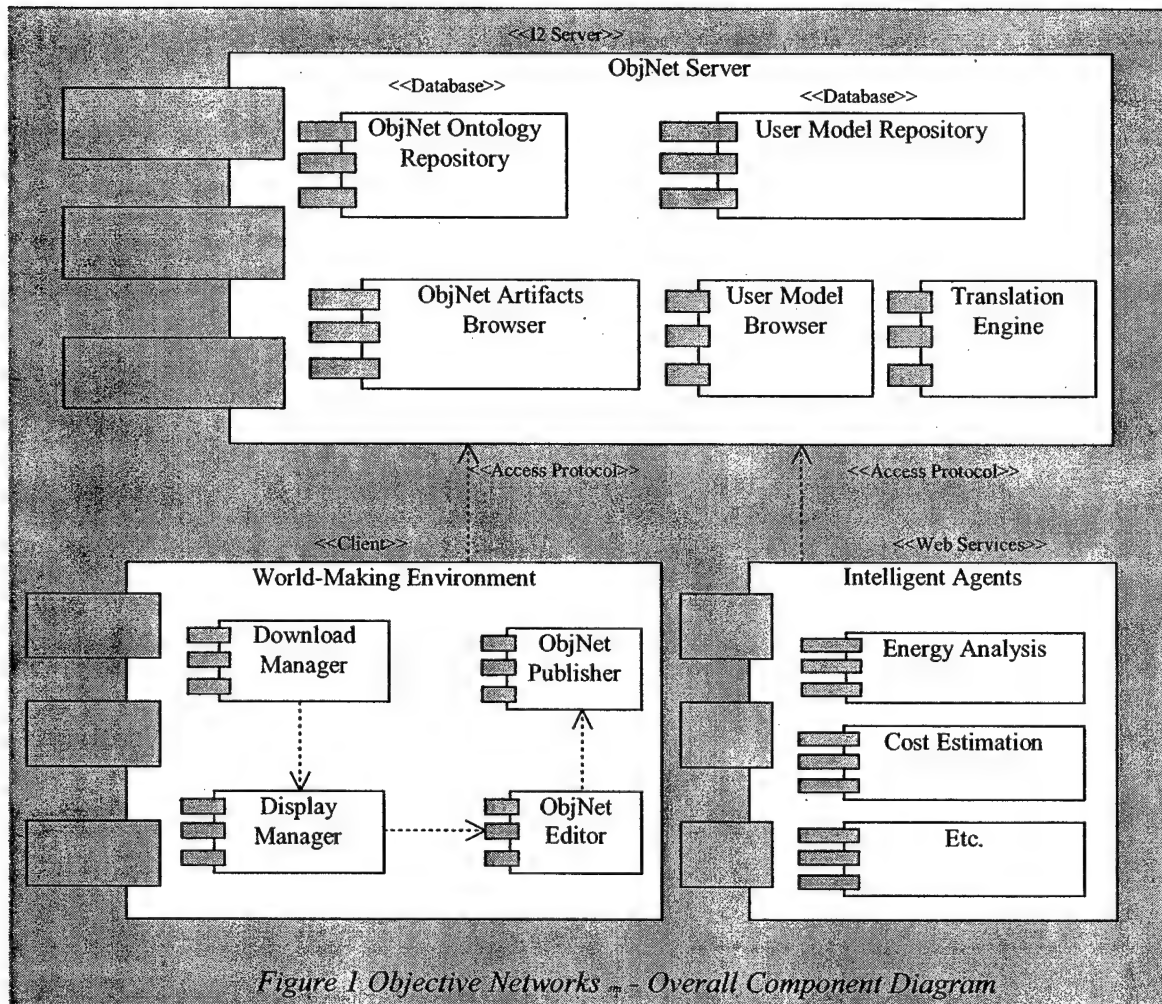 <<I2 Server>>
ObjNet Server
<<Database>>
<<Database>>
ObjNet Ontology
Repository
User Model Repository
ObjNet Artifacts
Browser
User Model
Browser
Translation
Engine
<<Access Protocol>>
<<Access Protocol>>
<<Client>>
<<Web Services>>
World-Making Environment
Intelligent Agents
Download
Manager
ObjNet
Publisher
Display
Manager
ObjNet
Editor
Energy Analysis
Cost Estimation
Etc.
Figure 1 Objective Networks - Overall Component Diagram